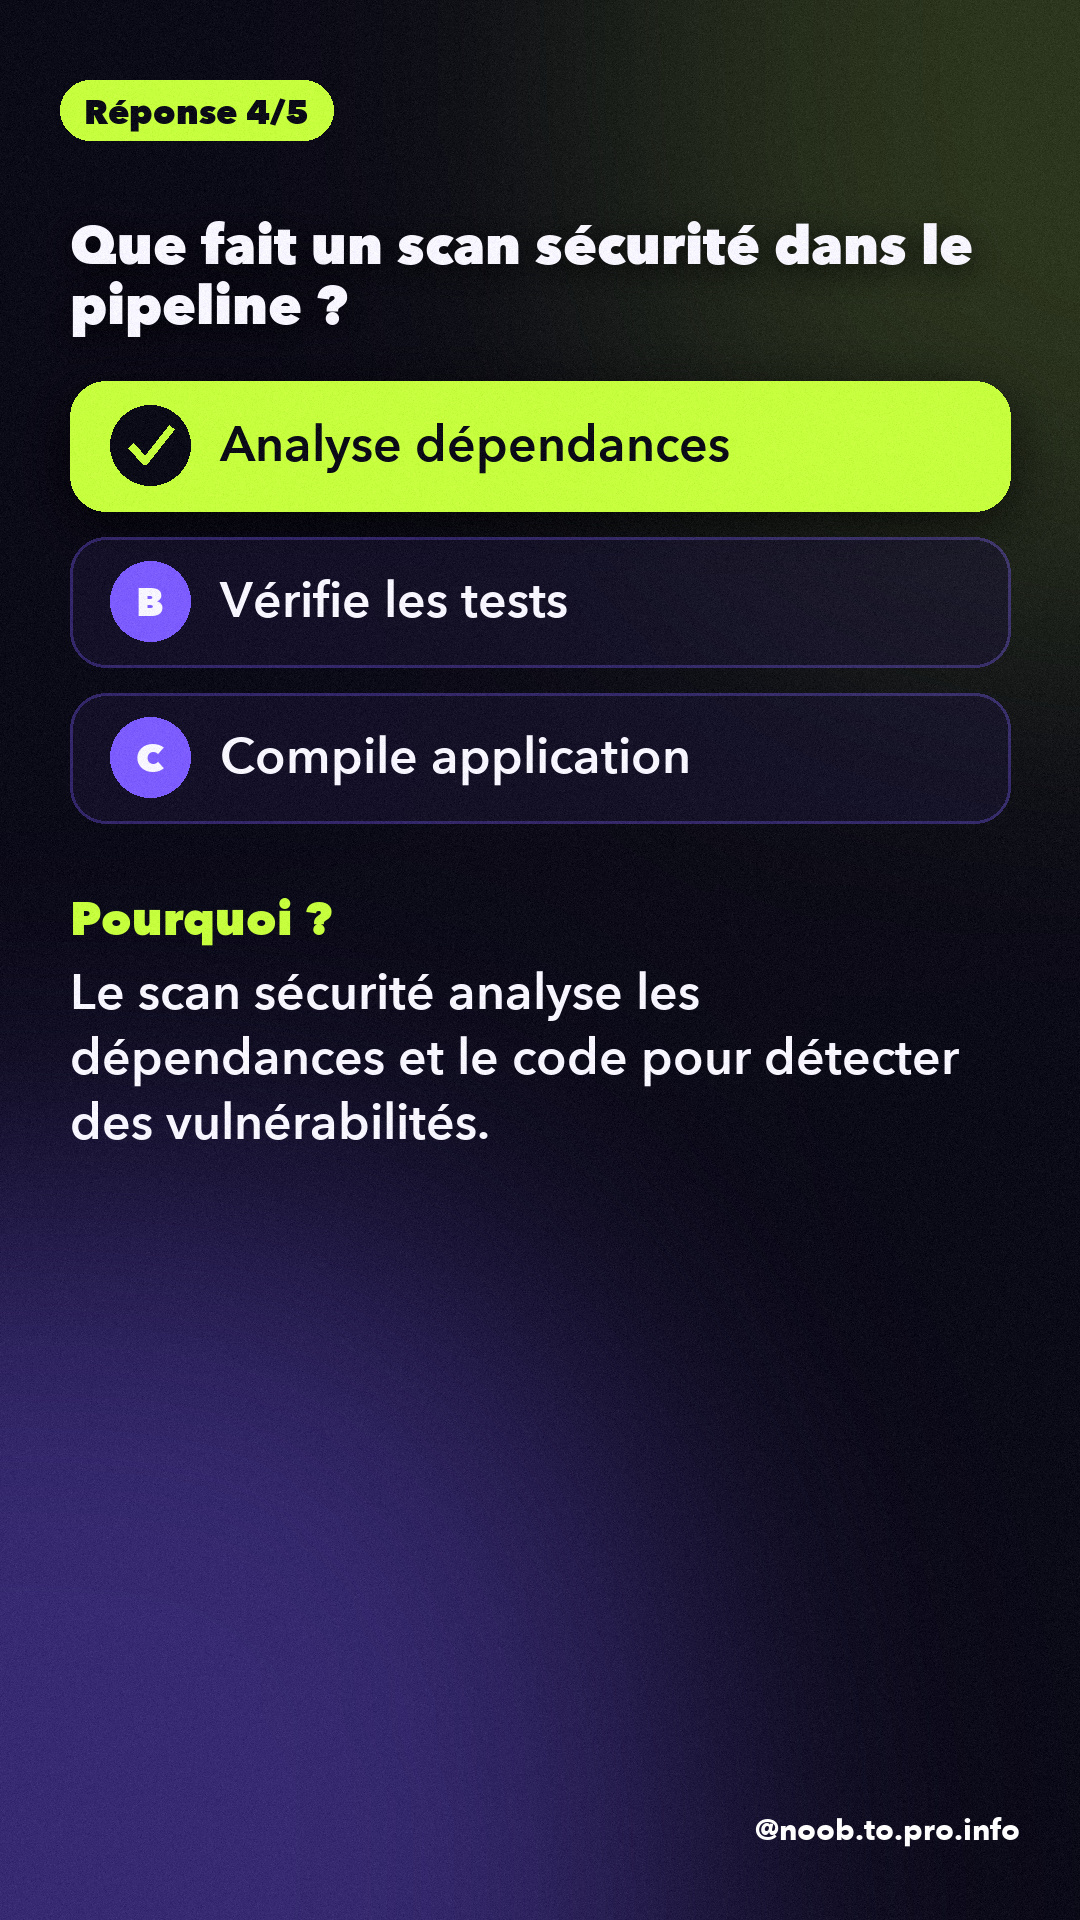 Réponse 4/5
Que fait un scan sécurité dans le
pipeline ?
Analyse dépendances
B Vérifie les tests
C Compile application
Pourquoi ?
Le scan sécurité analyse les
dépendances et le code pour détecter
des vulnérabilités.
@noob.to.pro.info